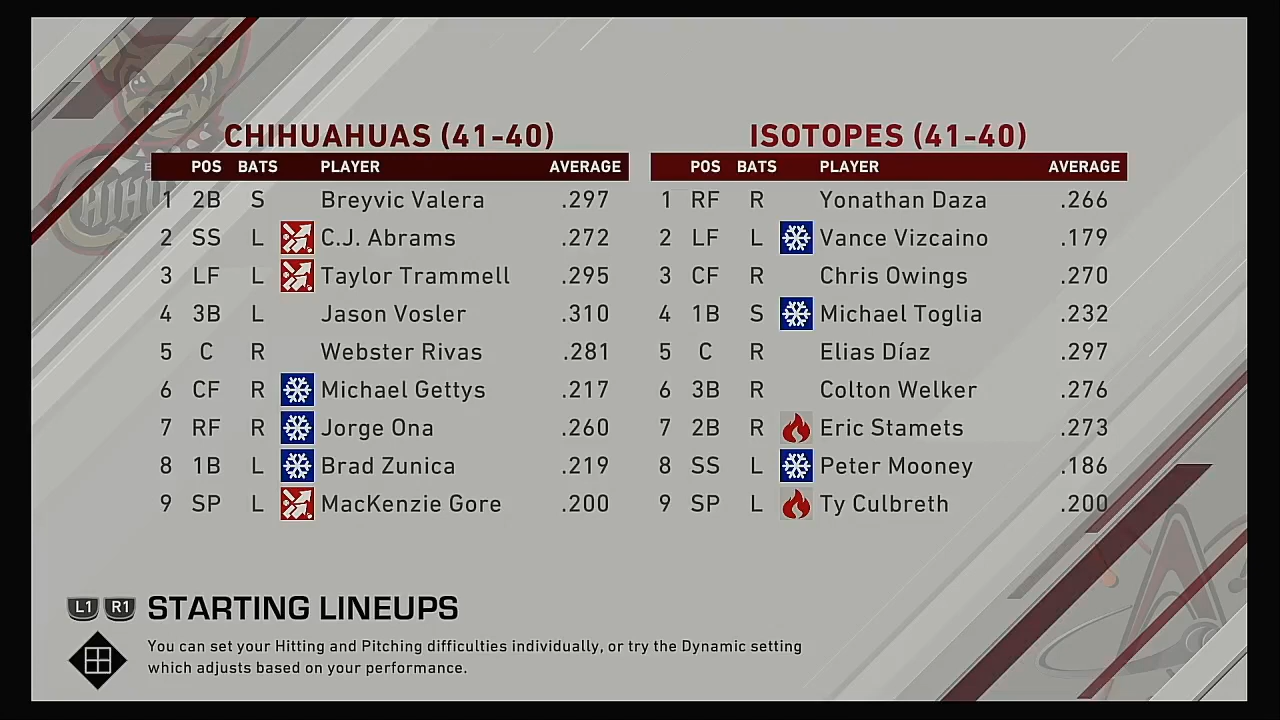 CHIHUAHUAS (41-40)
POS BATS PLAYER AVERAGE
1 2B S Breyvic Valera .297
2 SS L C.J. Abrams .272
3 LF L Taylor Trammell .295
4 3B L Jason Vosler .310
5 C R Webster Rivas .281
6 CF R Michael Gettys .217
7 RF R Jorge Ona .260
8 1B L Brad Zunica .219
9 SP L MacKenzie Gore .200
ISOTOPES (41-40)
POS BATS PLAYER AVERAGE
1 RF R Yonathan Daza .266
2 LF L Vance Vizcaino .179
3 CF R Chris Owings .270
4 1B S Michael Toglia .232
5 C R Elias Díaz .297
6 3B R Colton Welker .276
7 2B R Eric Stamets .273
8 SS L Peter Mooney .186
9 SP L Ty Culbreth .200
L1 R1 STARTING LINEUPS
You can set your Hitting and Pitching difficulties individually, or try the Dynamic setting
which adjusts based on your performance.